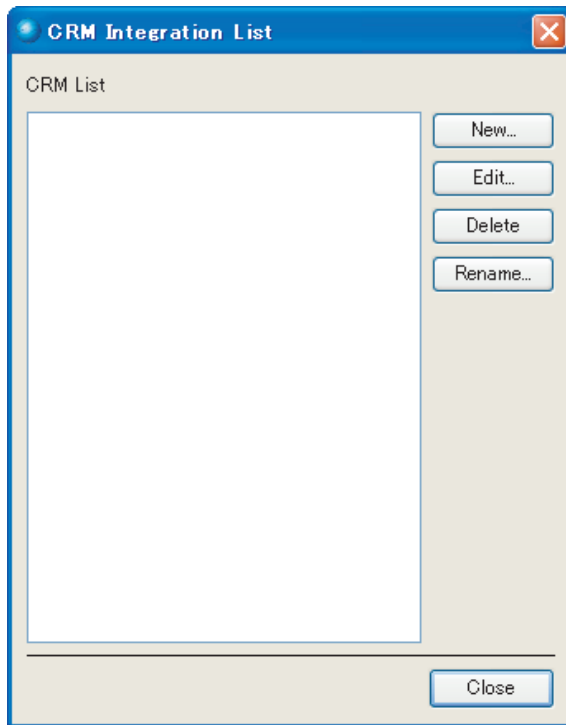 CRM Integration List
CRM List
New...
Edit...
Delete
Rename...
Close